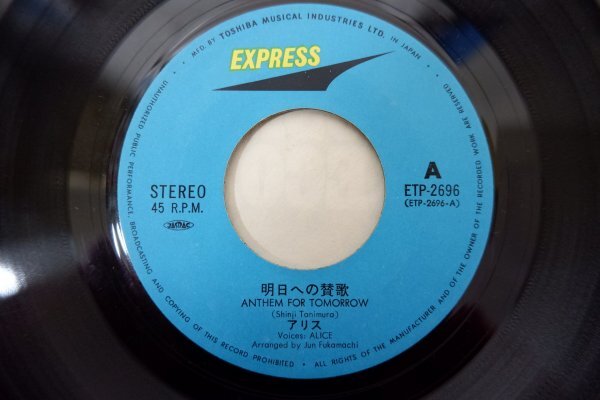 MFD. BY TOSHIBA MUSICAL INDUSTRIES LTD. IN JAPAN
EXPRESS
STEREO
45 R.P.M.
JASRAC
A
ETP-2696
(ETP-2696-A)
明日への賛歌
ANTHEM FOR TOMORROW
(Shinji Tanimura)
アリス
Voices: ALICE
Arranged by Jun Fukamachi
UNAUTHORIZED PUBLIC PERFORMANCE, BROADCASTING AND COPYING OF THIS RECORD PROHIBITED • ALL RIGHTS OF THE MANUFACTURER AND OF THE OWNER OF THE RECORDED WORK ARE RESERVED